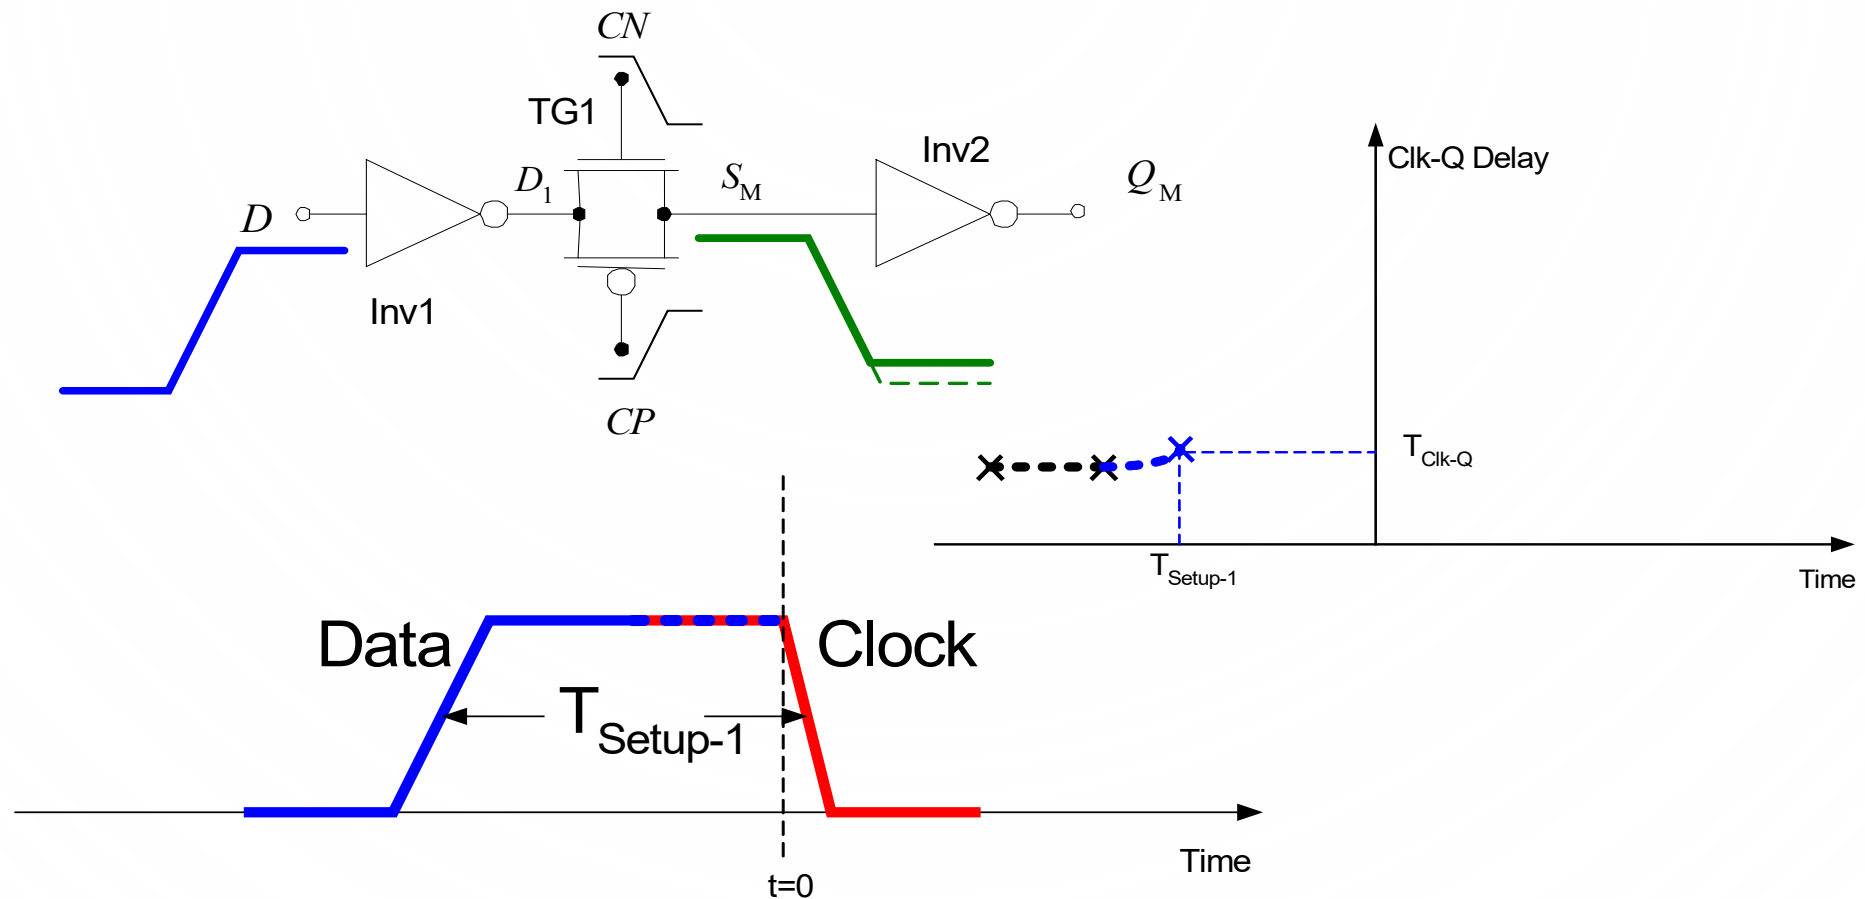 CN
TG1
Inv2
Clk-Q Delay
D
D1
SM
QM
Inv1
CP
TClk-Q
TSetup-1
Time
Data
Clock
TSetup-1
Time
t=0